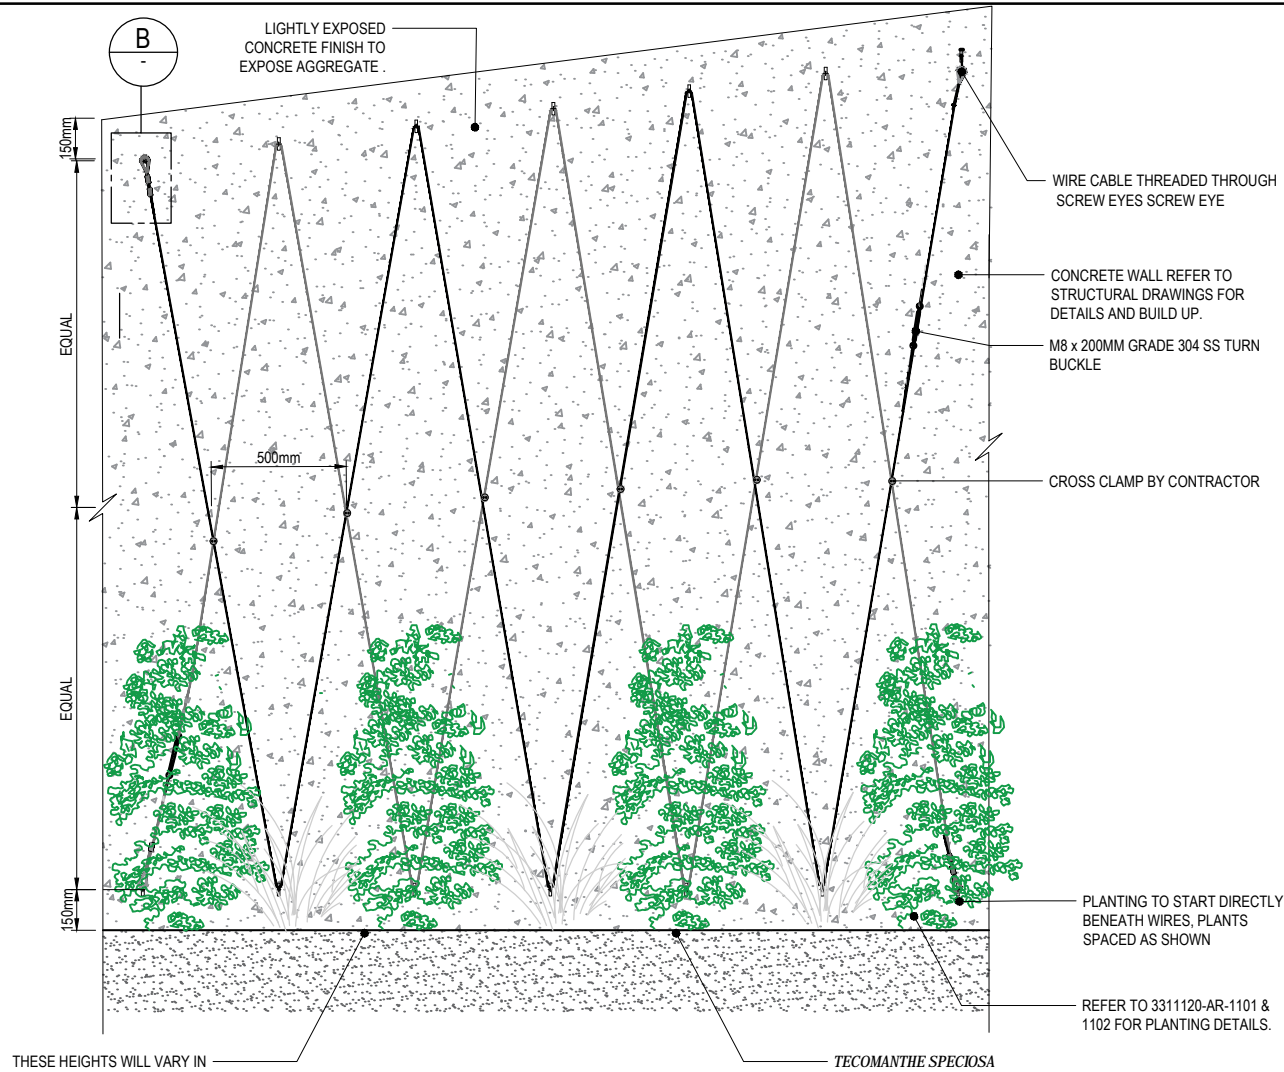 B
-
LIGHTLY EXPOSED
CONCRETE FINISH TO
EXPOSE AGGREGATE .
150mm
EQUAL
500mm
EQUAL
150mm
WIRE CABLE THREADED THROUGH
SCREW EYES SCREW EYE
CONCRETE WALL REFER TO
STRUCTURAL DRAWINGS FOR
DETAILS AND BUILD UP.
M8 x 200MM GRADE 304 SS TURN
BUCKLE
CROSS CLAMP BY CONTRACTOR
PLANTING TO START DIRECTLY
BENEATH WIRES, PLANTS
SPACED AS SHOWN
REFER TO 3311120-AR-1101 &
1102 FOR PLANTING DETAILS.
THESE HEIGHTS WILL VARY IN
TECOMANTHE SPECIOSA